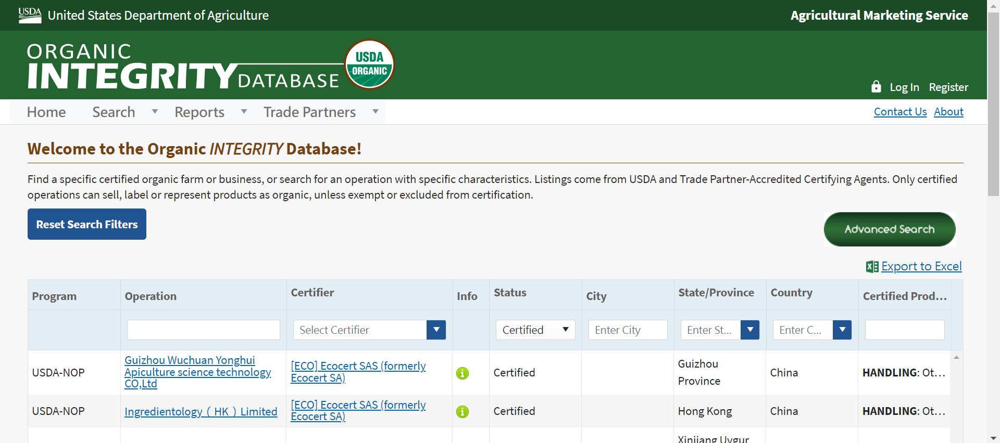 USDA United States Department of Agriculture
Agricultural Marketing Service
ORGANIC
INTEGRITY DATABASE
USDA
ORGANIC
Log In Register
Home Search Reports Trade Partners
Contact Us About
Welcome to the Organic INTEGRITY Database!
Find a specific certified organic farm or business, or search for an operation with specific characteristics. Listings come from USDA and Trade Partner-Accredited Certifying Agents. Only certified
operations can sell, label or represent products as organic, unless exempt or excluded from certification.
Reset Search Filters
Advanced Search
Export to Excel
Program Operation Certifier Info Status City State/Province Country Certified Prod...
Select Certifier Certified Enter City Enter St... Enter C...
USDA-NOP
Guizhou Wuchuan Yonghui
Apiculture science technology
CO,Ltd
[ECO] Ecocert SAS (formerly
Ecocert SA)
Certified
Guizhou
Province
China
HANDLING: Ot...
USDA-NOP
Ingredientology（HK）Limited
[ECO] Ecocert SAS (formerly
Ecocert SA)
Certified
Hong Kong
China
HANDLING: Ot...
Xinjiang Uygur